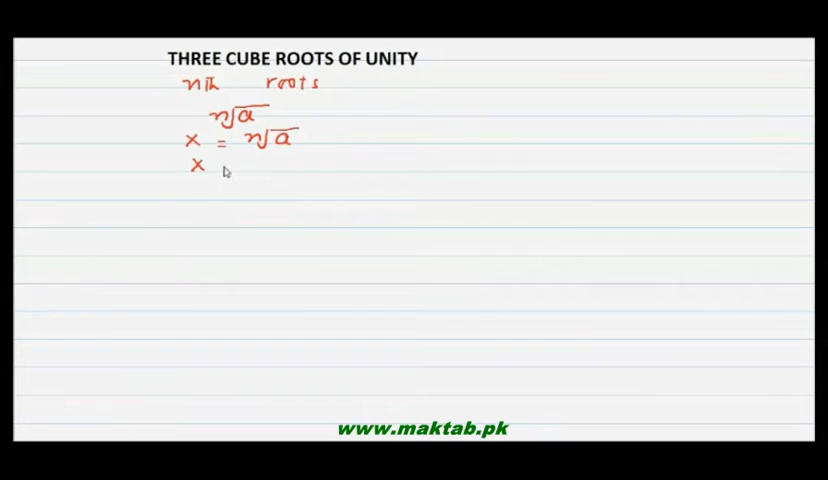 THREE CUBE ROOTS OF UNITY
nth roots
n√a
x = n√a
x
www.maktab.pk